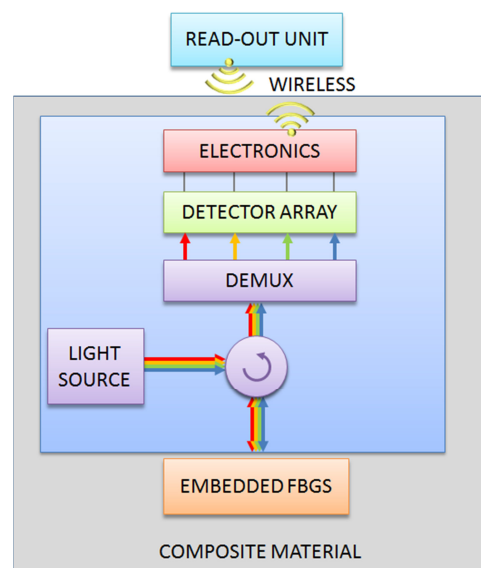 READ-OUT UNIT
WIRELESS
ELECTRONICS
DETECTOR ARRAY
DEMUX
LIGHT
SOURCE
EMBEDDED FBGS
COMPOSITE MATERIAL